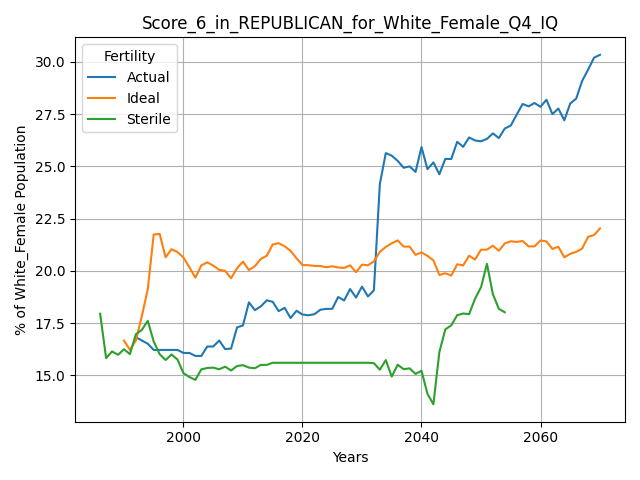 Score_6_in_REPUBLICAN_for_White_Female_Q4_IQ
Fertility
Actual
Ideal
Sterile
% of White_Female Population
30.0
27.5
25.0
22.5
20.0
17.5
15.0
2000
2020
2040
2060
Years